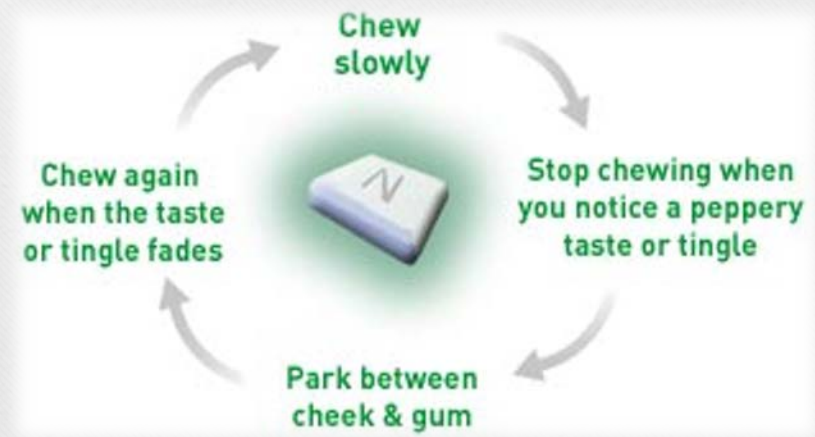 Chew
slowly
Stop chewing when
you notice a peppery
taste or tingle
Park between
cheek & gum
Chew again
when the taste
or tingle fades
N